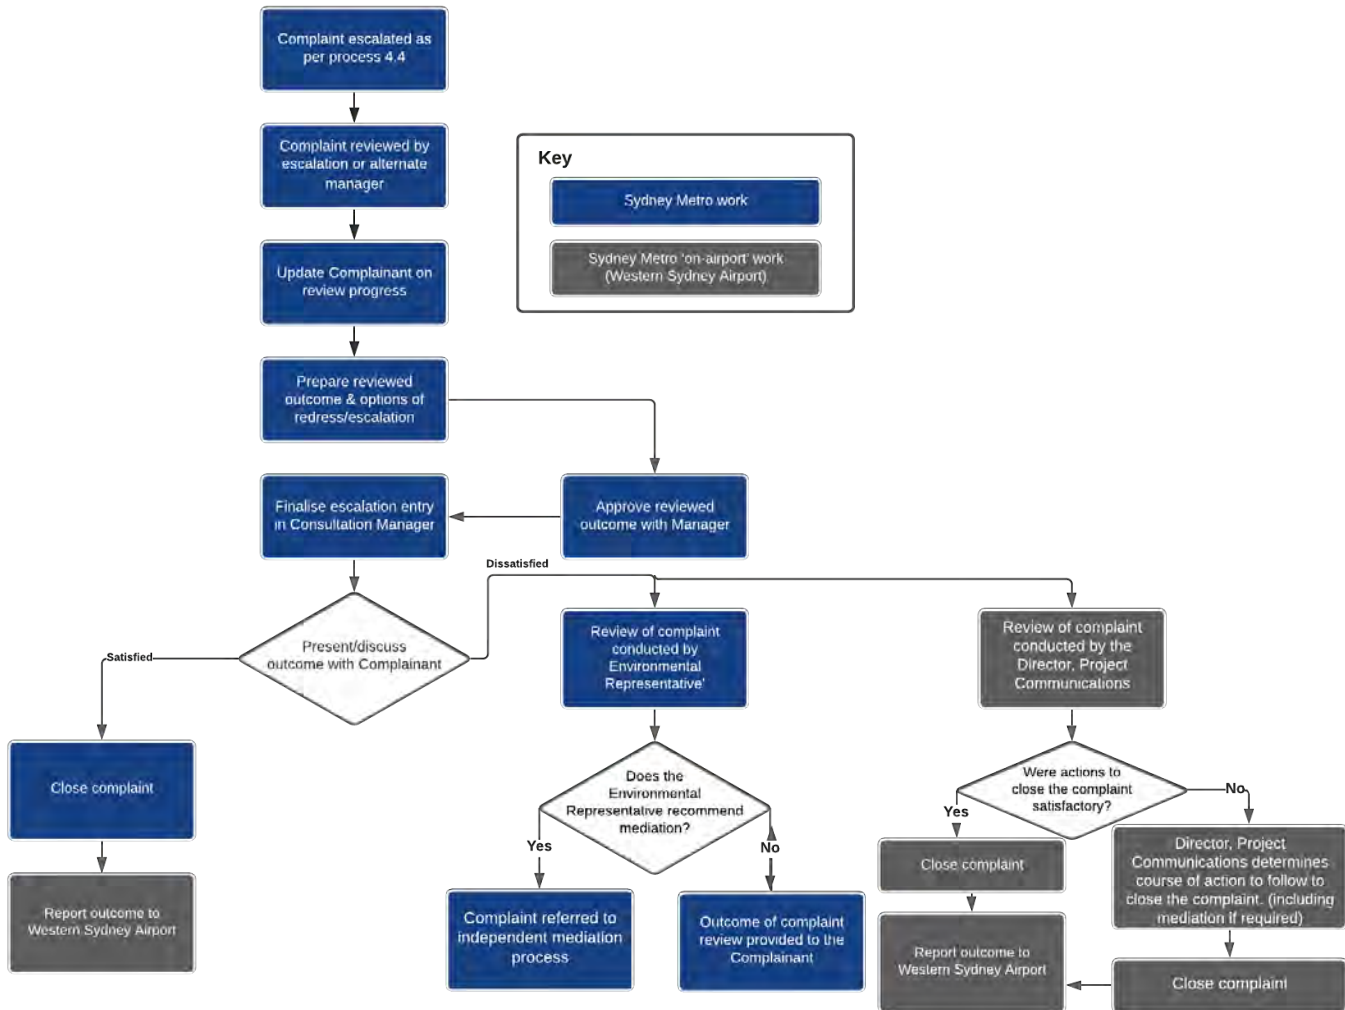 Complaint escalated as
per process 4.4
Complaint reviewed by
escalation or alternate
manager
Key
Sydney Metro work
Sydney Metro 'on-airport' work
(Western Sydney Airport)
Update Complainant on
review progress
Prepare reviewed
outcome & options of
redress/escalation
Finalise escalation entry
in Consultation Manager
Approve reviewed
outcome with Manager
Dissatisfied
Present/discuss
outcome with Complainant
Satisfied
Review of complaint
conducted by
Environmental
Representative'
Review of complaint
conducted by the
Director, Project
Communications
Close complaint
Report outcome to
Western Sydney Airport
Does the
Environmental
Representative recommend
mediation?
Yes
No
Complaint referred to
independent mediation
process
Outcome of complaint
review provided to the
Complainant
Were actions to
close the complaint
satisfactory?
Yes
No
Close complaint
Report outcome to
Western Sydney Airport
Director, Project
Communications determines
course of action to follow to
close the complaint. (including
mediation if required)
Close complaint